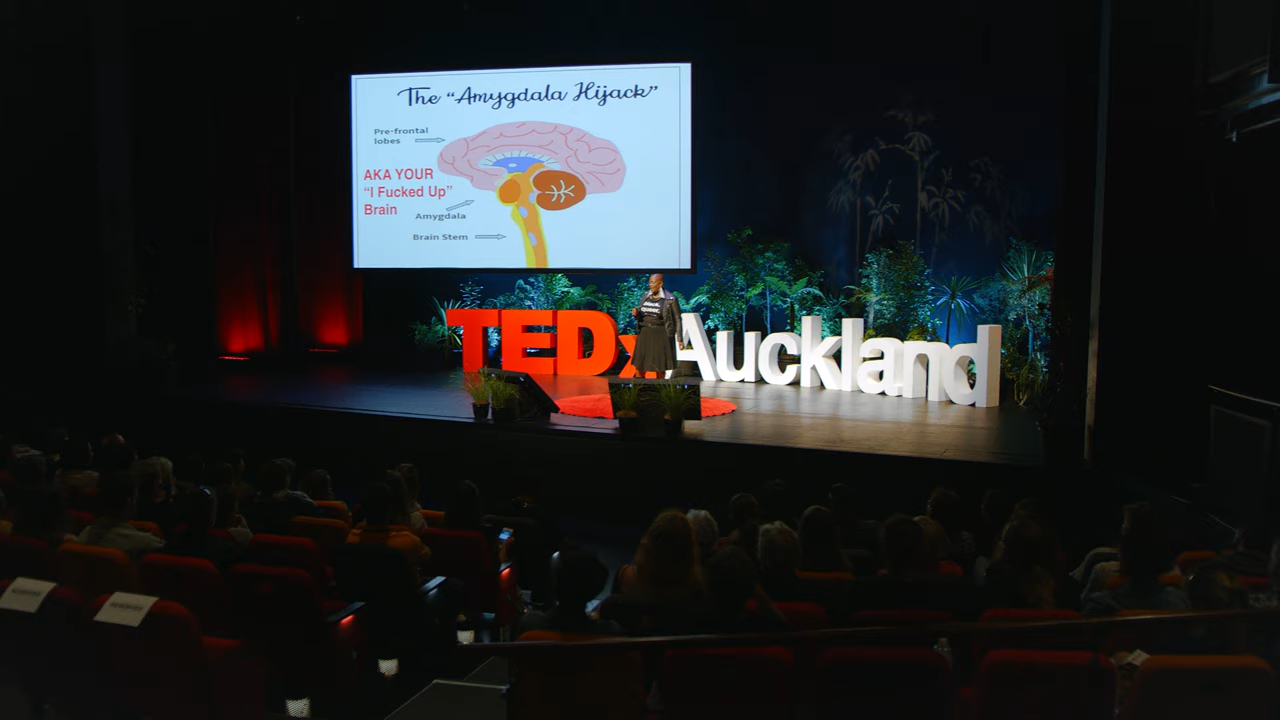 The “Amygdala Hijack”
Pre-frontal
lobes
AKA YOUR
“I Fucked Up”
Brain
Amygdala
Brain Stem
TEDxAuckland